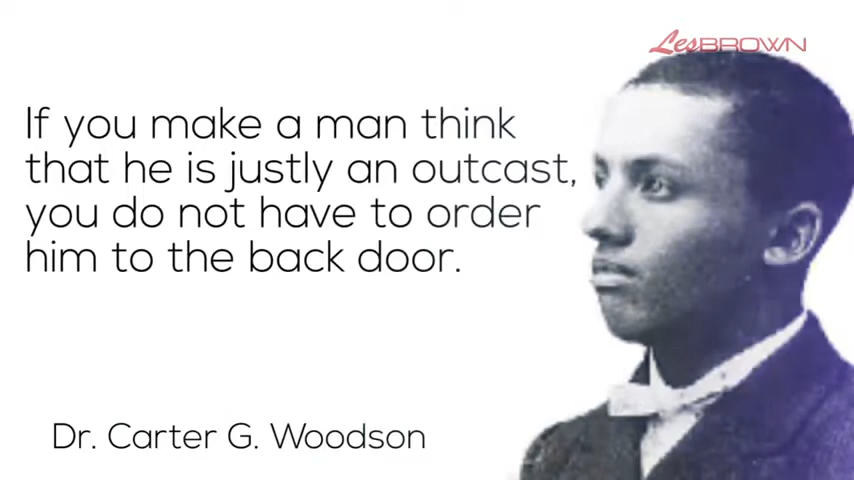 LesBROWN
If you make a man think
that he is justly an outcast,
you do not have to order
him to the back door.
Dr. Carter G. Woodson